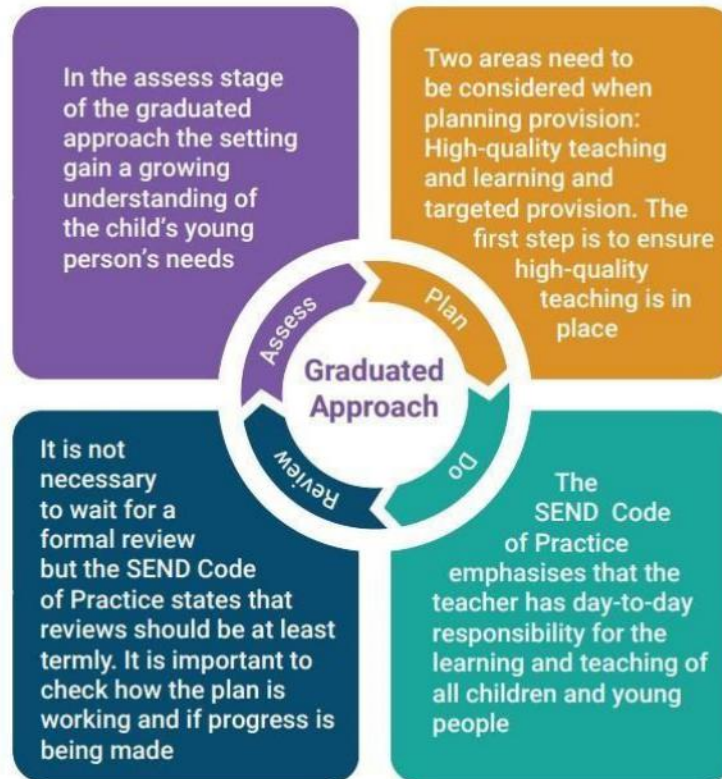 In the assess stage
of the graduated
approach the setting
gain a growing
understanding of
the child's young
person's needs
Two areas need to
be considered when
planning provision:
High-quality teaching
and learning and
targeted provision. The
first step is to ensure
high-quality
teaching is in
place
Assess
Plan
Graduated
Approach
Review
Do
It is not
necessary
to wait for a
formal review
but the SEND Code
of Practice states that
reviews should be at least
termly. It is important to
check how the plan is
working and if progress is
being made
The
SEND Code
of Practice
emphasises that the
teacher has day-to-day
responsibility for the
learning and teaching of
all children and young
people